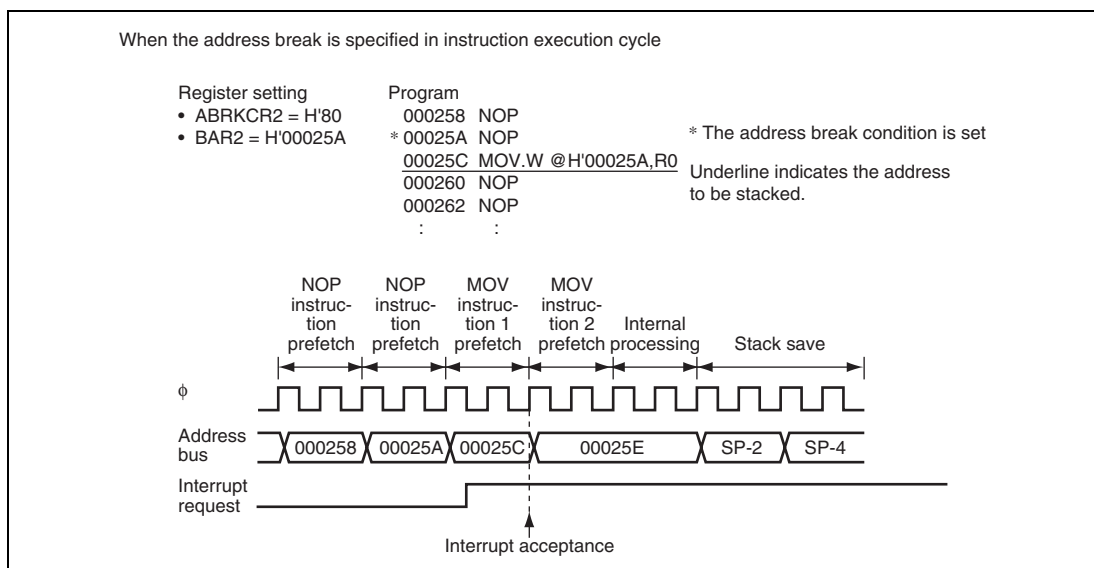 When the address break is specified in instruction execution cycle
Register setting
• ABRKCR2 = H'80
• BAR2 = H'00025A
Program
000258 NOP
* 00025A NOP
00025C MOV.W @H'00025A,R0
000260 NOP
000262 NOP
: :
* The address break condition is set
Underline indicates the address
to be stacked.
NOP
instruc-
tion
prefetch
NOP
instruc-
tion
prefetch
MOV
instruc-
tion 1
prefetch
MOV
instruc-
tion 2
prefetch
Internal
processing
Stack save
φ
Address
bus
000258 00025A 00025C 00025E SP-2 SP-4
Interrupt
request
Interrupt acceptance